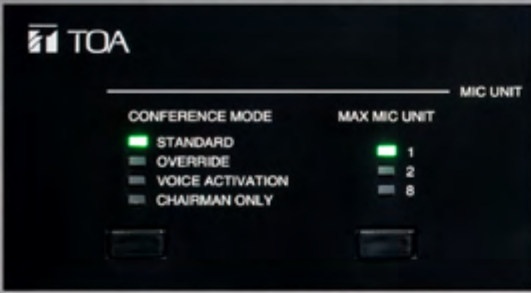 TOA
MIC UNIT
CONFERENCE MODE
STANDARD
OVERRIDE
VOICE ACTIVATION
CHAIRMAN ONLY
MAX MIC UNIT
1
2
8